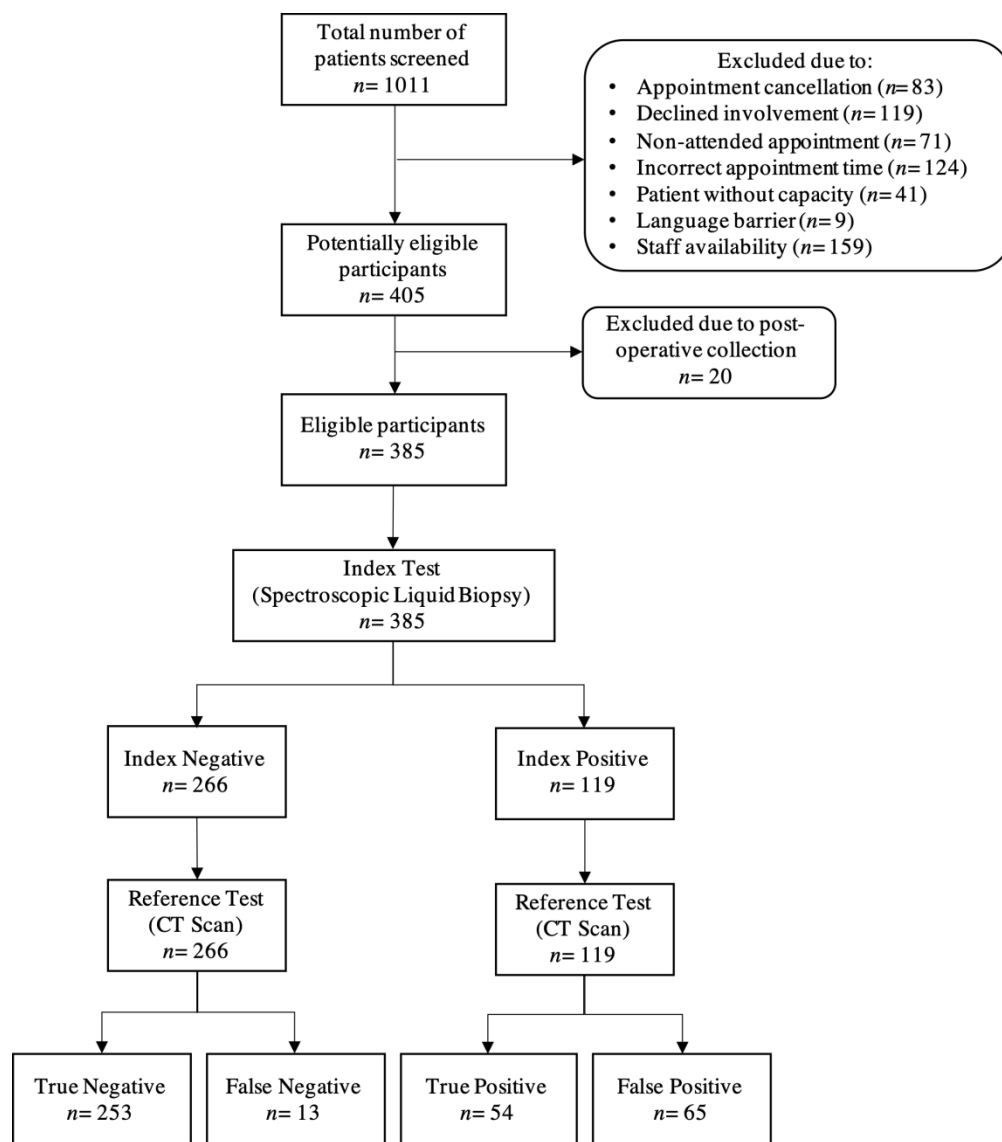 Total number of
patients screened
n= 1011
Excluded due to:
• Appointment cancellation (n= 83)
• Declined involvement (n= 119)
• Non-attended appointment (n= 71)
• Incorrect appointment time (n= 124)
• Patient without capacity (n= 41)
• Language barrier (n= 9)
• Staff availability (n= 159)
Potentially eligible
participants
n= 405
Excluded due to post-
operative collection
n= 20
Eligible participants
n= 385
Index Test
(Spectroscopic Liquid Biopsy)
n= 385
Index Negative
n= 266
Index Positive
n= 119
Reference Test
(CT Scan)
n= 266
Reference Test
(CT Scan)
n= 119
True Negative
n= 253
False Negative
n= 13
True Positive
n= 54
False Positive
n= 65